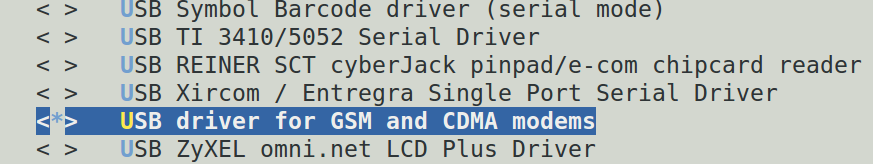 < > USB Symbol Barcode driver (serial mode)
< > USB TI 3410/5052 Serial Driver
< > USB REINER SCT cyberJack pinpad/e-com chipcard reader
< > USB Xircom / Entregra Single Port Serial Driver
<*> USB driver for GSM and CDMA modems
< > USB ZyXEL omni.net LCD Plus Driver